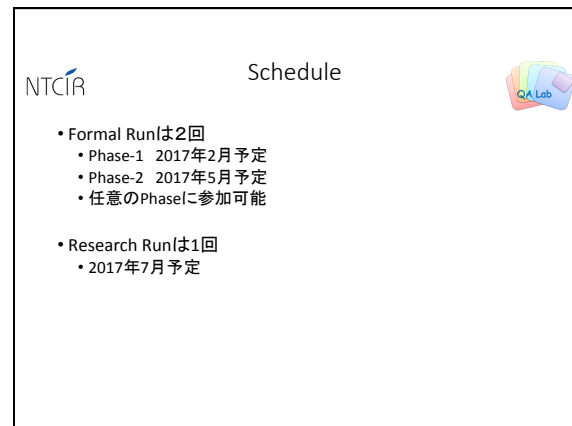 NTCIR
Schedule
QA Lab
• Formal Runは２回
• Phase-1 2017年2月予定
• Phase-2 2017年5月予定
• 任意のPhaseに参加可能
• Research Runは1回
• 2017年7月予定